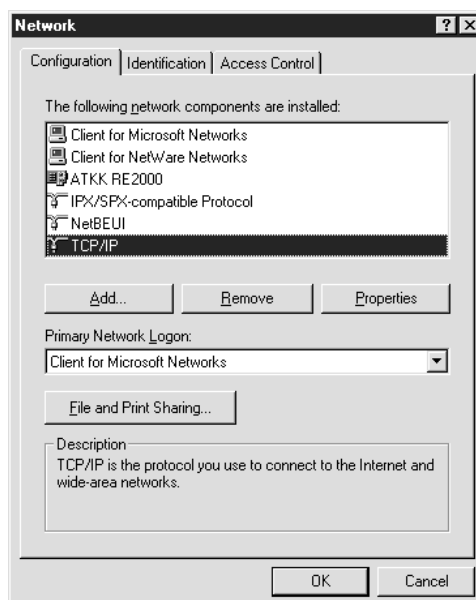 Network
? ×
Configuration Identification Access Control
The following network components are installed:
Client for Microsoft Networks
Client for NetWare Networks
ATKK RE2000
IPX/SPX-compatible Protocol
NetBEUI
TCP/IP
Add... Remove Properties
Primary Network Logon:
Client for Microsoft Networks
File and Print Sharing...
Description
TCP/IP is the protocol you use to connect to the Internet and
wide-area networks.
OK Cancel